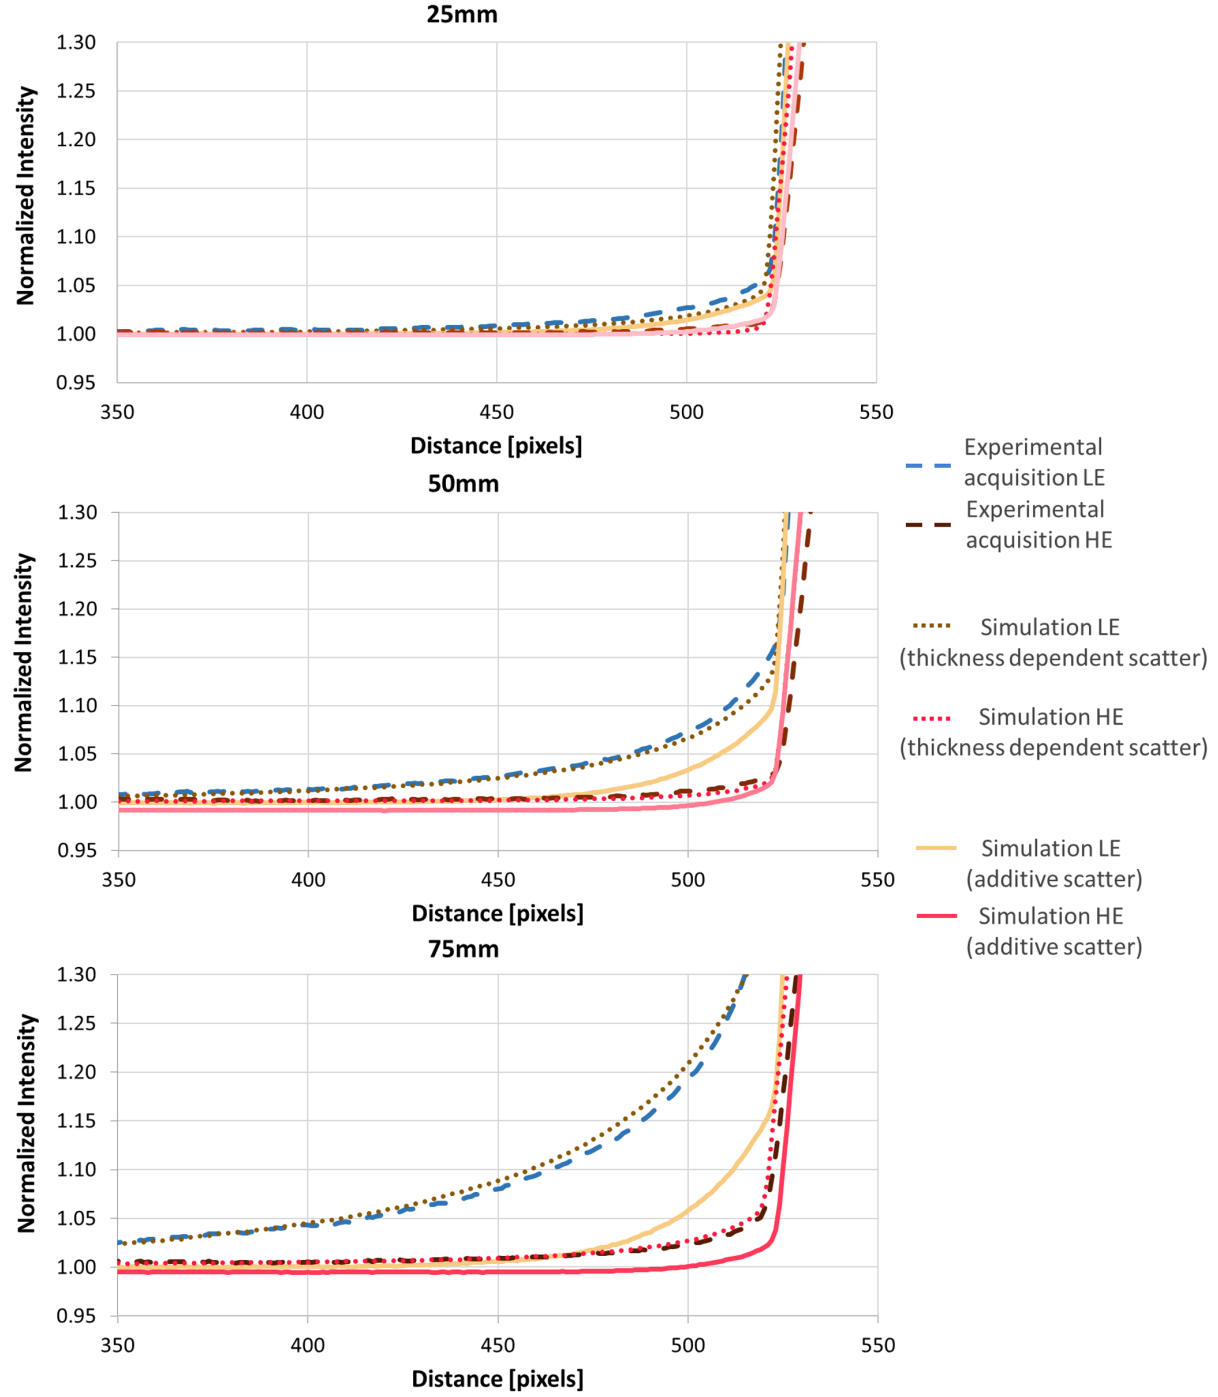 25mm
1.30
1.25
1.20
1.15
1.10
1.05
1.00
0.95
Normalized Intensity
350 400 450 500 550
Distance [pixels]
50mm
1.30
1.25
1.20
1.15
1.10
1.05
1.00
0.95
Normalized Intensity
350 400 450 500 550
Distance [pixels]
75mm
1.30
1.25
1.20
1.15
1.10
1.05
1.00
0.95
Normalized Intensity
350 400 450 500 550
Distance [pixels]
Experimental
acquisition LE
Experimental
acquisition HE
Simulation LE
(thickness dependent scatter)
Simulation HE
(thickness dependent scatter)
Simulation LE
(additive scatter)
Simulation HE
(additive scatter)